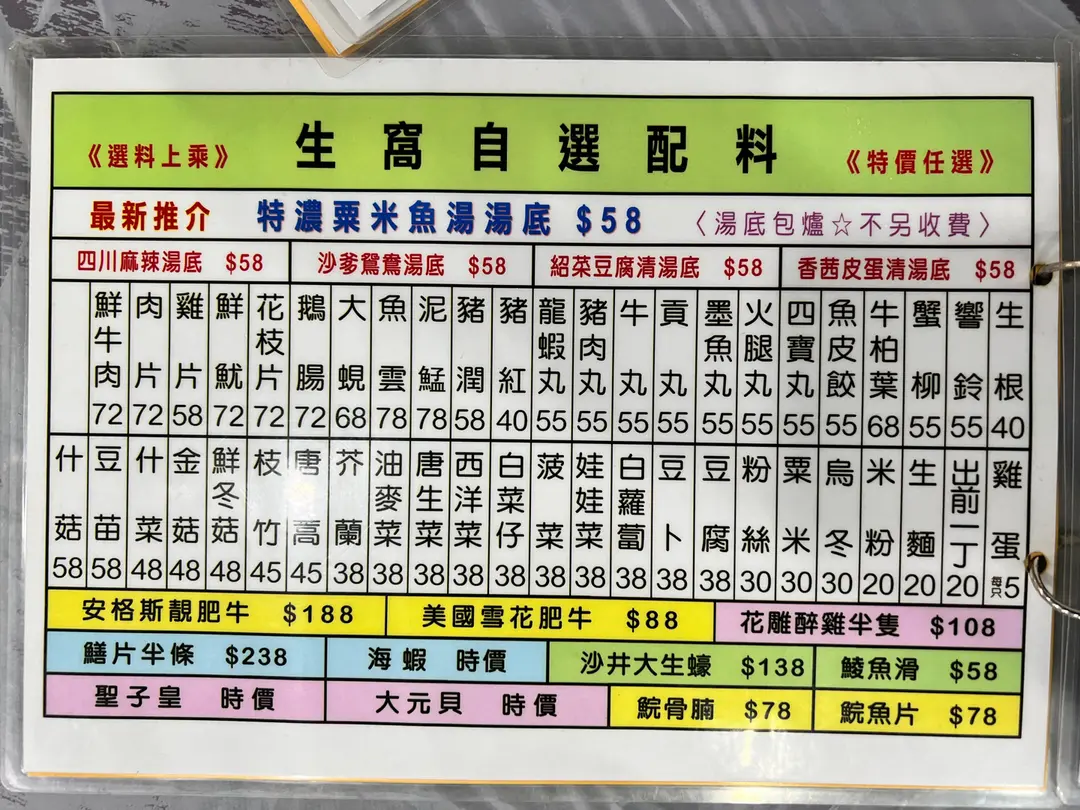 《選料上乘》 生窩自選配料 《特價任選》
最新推介 特濃粟米魚湯湯底 $58 〈湯底包爐☆不另收費〉
四川麻辣湯底 $58 沙爹鴛鴦湯底 $58 紹菜豆腐清湯底 $58 香茜皮蛋清湯底 $58
鮮牛肉 72
肉片 72
雞片 58
鮮魷 72
花枝片 72
鵝腸 72
大蜆 68
魚雲 78
泥鯭 78
豬潤 58
豬紅 40
龍蝦丸 55
豬肉丸 55
牛丸 55
貢丸 55
墨魚丸 55
火腿丸 55
四寶丸 55
魚皮餃 55
牛柏葉 68
蟹柳 55
響鈴 55
生根 40
什菇 58
豆苗 58
什菜 48
金菇 48
鮮冬菇 48
枝竹 45
唐蒿 45
芥蘭 38
油麥菜 38
唐生菜 38
西洋菜 38
白菜仔 38
菠菜 38
娃娃菜 38
白蘿蔔 38
豆卜 38
豆腐 38
粉絲 30
粟米 30
烏冬 30
米粉 20
生麵 20
出前一丁 20
雞蛋 每只5
安格斯靚肥牛 $188 美國雪花肥牛 $88 花雕醉雞半隻 $108
鱔片半條 $238 海蝦 時價 沙井大生蠔 $138 鯪魚滑 $58
聖子皇 時價 大元貝 時價 鯇骨腩 $78 鯇魚片 $78